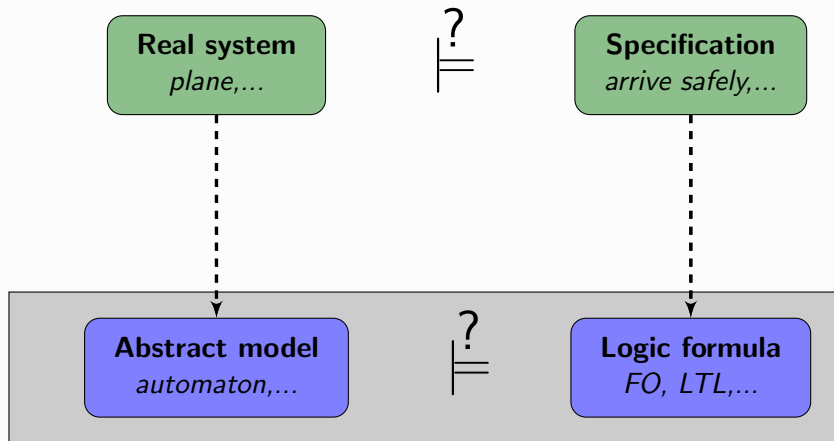 Real system
plane,...
?
⊨
Specification
arrive safely,...
Abstract model
automaton,...
?
⊨
Logic formula
FO, LTL,...